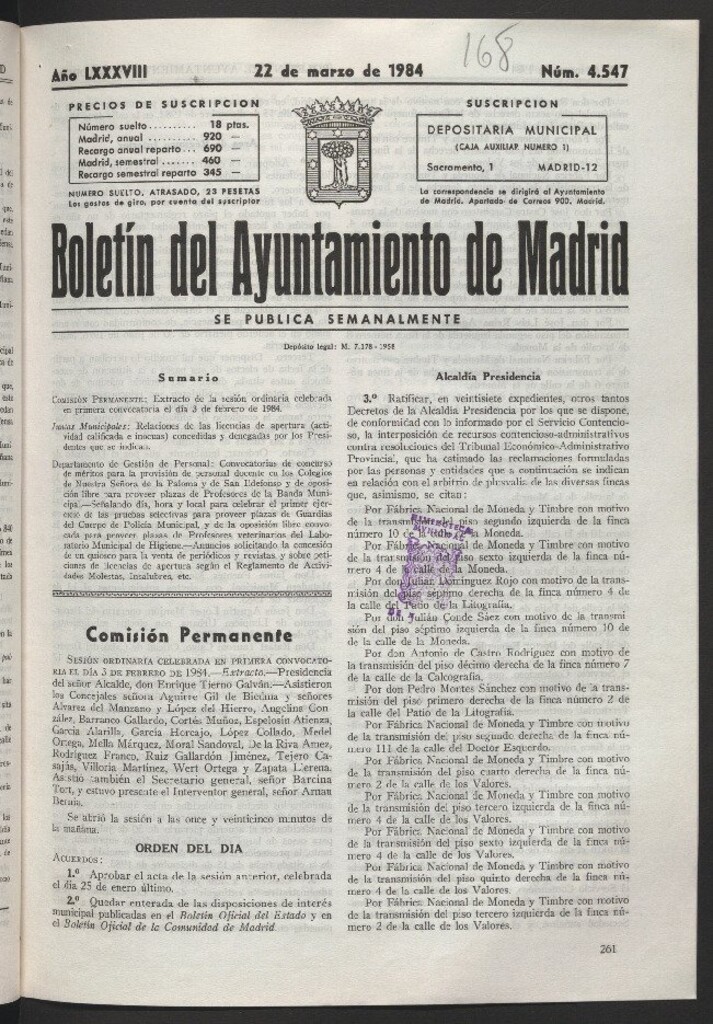 168
Año LXXXVIII
22 de marzo de 1984
Núm. 4.547
PRECIOS DE SUSCRIPCION
Número suelto.......... 18 ptas.
Madrid, anual .......... 920 —
Recargo anual reparto... 690 —
Madrid, semestral ....... 460 —
Recargo semestral reparto 345 —
NUMERO SUELTO, ATRASADO, 23 PESETAS
Los gastos de giro, por cuenta del suscriptor
SUSCRIPCION
DEPOSITARIA MUNICIPAL
(CAJA AUXILIAR NUMERO 1)
Sacramento, 1 MADRID-12
La correspondencia se dirigirá al Ayuntamiento
de Madrid. Apartado de Correos 900. Madrid.
Boletín del Ayuntamiento de Madrid
SE PUBLICA SEMANALMENTE
Depósito legal: M. 7.178 - 1958
Sumario
COMISIÓN PERMANENTE: Extracto de la sesión ordinaria celebrada
en primera convocatoria el día 3 de febrero de 1984.
Juntas Municipales: Relaciones de las licencias de apertura (acti-
vidad calificada e inocuas) concedidas y denegadas por los Presi-
dentes que se indican.
Departamento de Gestión de Personal: Convocatorias de concurso
de méritos para la provisión de personal docente en los Colegios
de Nuestra Señora de la Paloma y de San Ildefonso y de opo-
sición libre para proveer plazas de Profesores de la Banda Muni-
cipal.—Señalando día, hora y local para celebrar el primer ejer-
cicio de las pruebas selectivas para proveer plazas de Guardias
del Cuerpo de Policía Municipal, y de la oposición libre convo-
cada para proveer plazas de Profesores veterinarios del Labo-
ratorio Municipal de Higiene.—Anuncios solicitando la concesión
de un quiosco para la venta de periódicos y revistas, y sobre peti-
ciones de licencias de apertura según el Reglamento de Activi-
dades Molestas, Insalubres, etc.
Comisión Permanente
SESIÓN ORDINARIA CELEBRADA EN PRIMERA CONVOCATO-
RIA EL DÍA 3 DE FEBRERO DE 1984.—Extracto.—Presidencia
del señor Alcalde, don Enrique Tierno Galván.—Asistieron
los Concejales señora Aguirre Gil de Biedma y señores
Alvarez del Manzano y López del Hierro, Angelina Gon-
zález, Barranco Gallardo, Cortés Muñoz, Espelosín Atienza,
García Alarilla, García Horcajo, López Collado, Medel
Ortega, Mella Márquez, Moral Sandoval, De la Riva Amez,
Rodríguez Franco, Ruiz Gallardón Jiménez, Tejero Ca-
sajús, Villoria Martínez, Wert Ortega y Zapata Llerena.
Asistió también el Secretario general, señor Barcina
Tort, y estuvo presente el Interventor general, señor Arnau
Bernia.
Se abrió la sesión a las once y veinticinco minutos de
la mañana.
ORDEN DEL DIA
ACUERDOS:
1.º Aprobar el acta de la sesión anterior, celebrada
el día 25 de enero último.
2.º Quedar enterada de las disposiciones de interés
municipal publicadas en el Boletín Oficial del Estado y en
el Boletín Oficial de la Comunidad de Madrid.
Alcaldía Presidencia
3.º Ratificar, en veintisiete expedientes, otros tantos
Decretos de la Alcaldía Presidencia por los que se dispone,
de conformidad con lo informado por el Servicio Contencio-
so, la interposición de recursos contencioso-administrativos
contra resoluciones del Tribunal Económico-Administrativo
Provincial, que ha estimado las reclamaciones formuladas
por las personas y entidades que a continuación se indican
en relación con el arbitrio de plusvalía de las diversas fincas
que, asimismo, se citan:
Por Fábrica Nacional de Moneda y Timbre con motivo
de la transmisión del piso segundo izquierda de la finca
número 10 de la calle de la Moneda.
Por Fábrica Nacional de Moneda y Timbre con motivo
de la transmisión del piso sexto izquierda de la finca nú-
mero 4 de la calle de la Moneda.
Por don Julián Domínguez Rojo con motivo de la trans-
misión del piso séptimo derecha de la finca número 4 de
la calle del Patio de la Litografía.
Por don Julián Conde Sáez con motivo de la transmi-
sión del piso séptimo izquierda de la finca número 10 de
la calle de la Moneda.
Por don Antonio de Castro Rodríguez con motivo de
la transmisión del piso décimo derecha de la finca número 7
de la calle de la Calcografía.
Por don Pedro Montes Sánchez con motivo de la trans-
misión del piso primero derecha de la finca número 2 de
la calle del Patio de la Litografía.
Por Fábrica Nacional de Moneda y Timbre con motivo
de la transmisión del piso segundo derecha de la finca nú-
mero 111 de la calle del Doctor Esquerdo.
Por Fábrica Nacional de Moneda y Timbre con motivo
de la transmisión del piso cuarto derecha de la finca nú-
mero 2 de la calle de los Valores.
Por Fábrica Nacional de Moneda y Timbre con motivo
de la transmisión del piso tercero izquierda de la finca nú-
mero 4 de la calle de los Valores.
Por Fábrica Nacional de Moneda y Timbre con motivo
de la transmisión del piso sexto izquierda de la finca nú-
mero 4 de la calle de los Valores.
Por Fábrica Nacional de Moneda y Timbre con motivo
de la transmisión del piso quinto derecha de la finca nú-
mero 4 de la calle de los Valores.
Por Fábrica Nacional de Moneda y Timbre con motivo
de la transmisión del piso tercero izquierda de la finca nú-
mero 2 de la calle de los Valores.
HEMEROTECA
MUNICIPAL
261